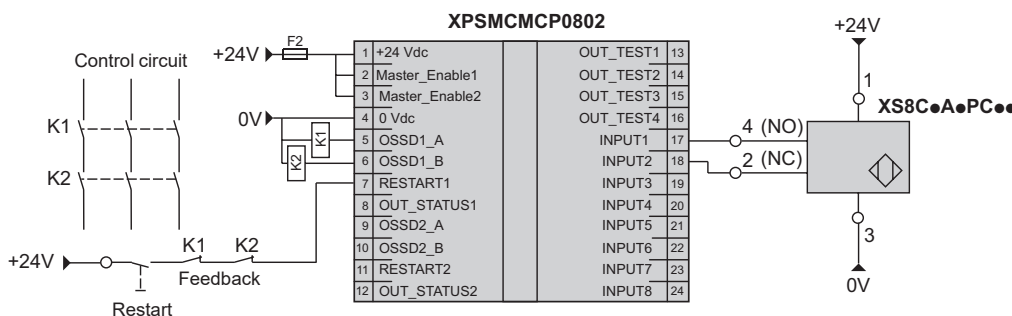 XPSMCMCP0802
+24V
Control circuit
F2
+24V
1 +24 Vdc OUT_TEST1 13
2 Master_Enable1 OUT_TEST2 14
3 Master_Enable2 OUT_TEST3 15
4 0 Vdc OUT_TEST4 16
5 OSSD1_A INPUT1 17
6 OSSD1_B INPUT2 18
7 RESTART1 INPUT3 19
8 OUT_STATUS1 INPUT4 20
9 OSSD2_A INPUT5 21
10 OSSD2_B INPUT6 22
11 RESTART2 INPUT7 23
12 OUT_STATUS2 INPUT8 24
0V
K1
K2
K1
K2
1
XS8C●A●PC●●
4 (NO)
2 (NC)
3
0V
K1 K2
+24V
Feedback
Restart